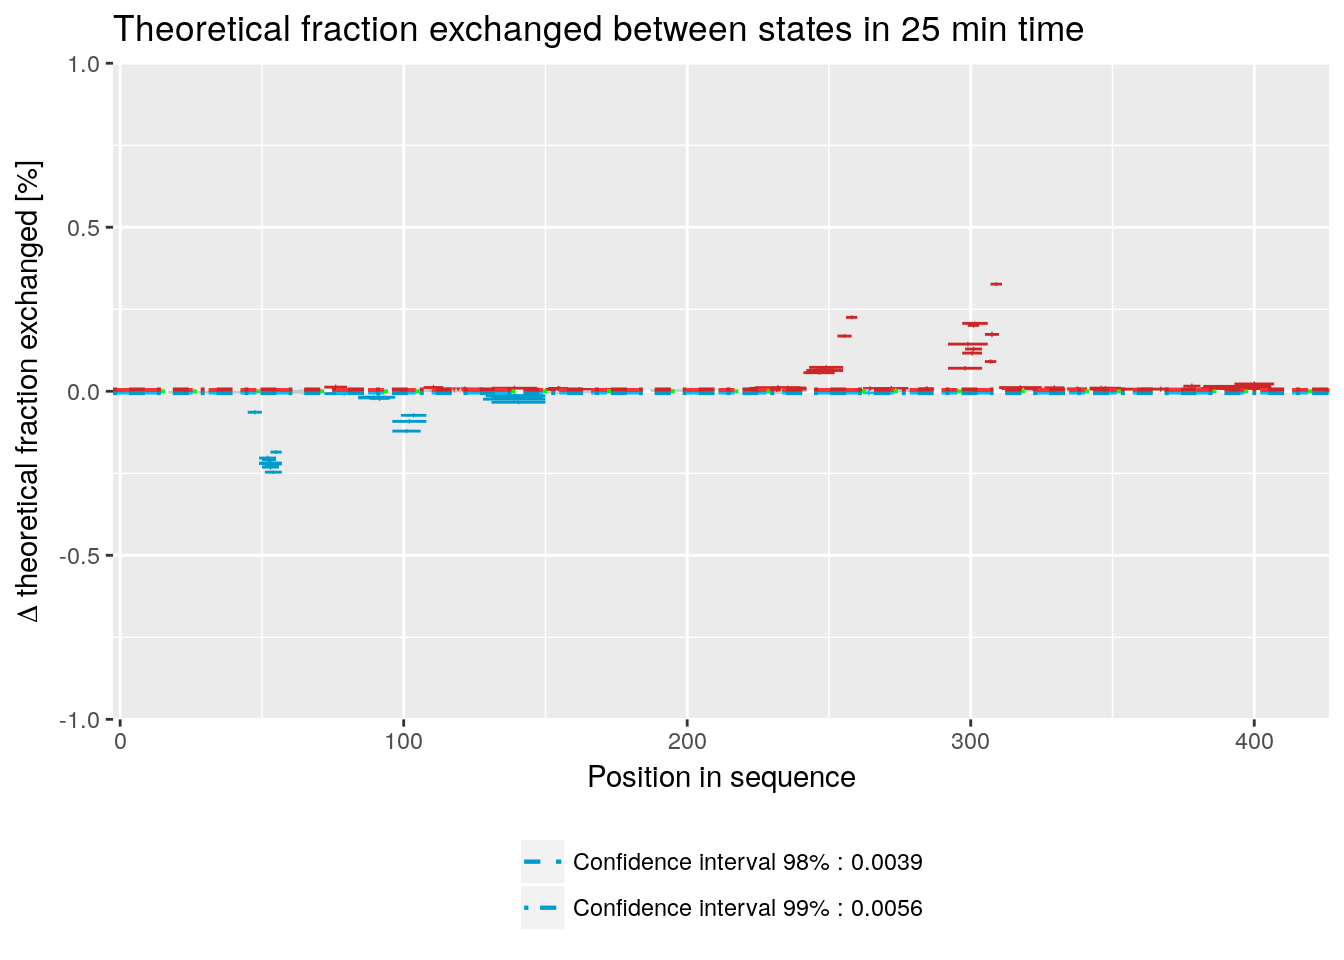 Theoretical fraction exchanged between states in 25 min time
Δ theoretical fraction exchanged [%]
1.0
0.5
0.0
-0.5
-1.0
0 100 200 300 400
Position in sequence
Confidence interval 98% : 0.0039
Confidence interval 99% : 0.0056